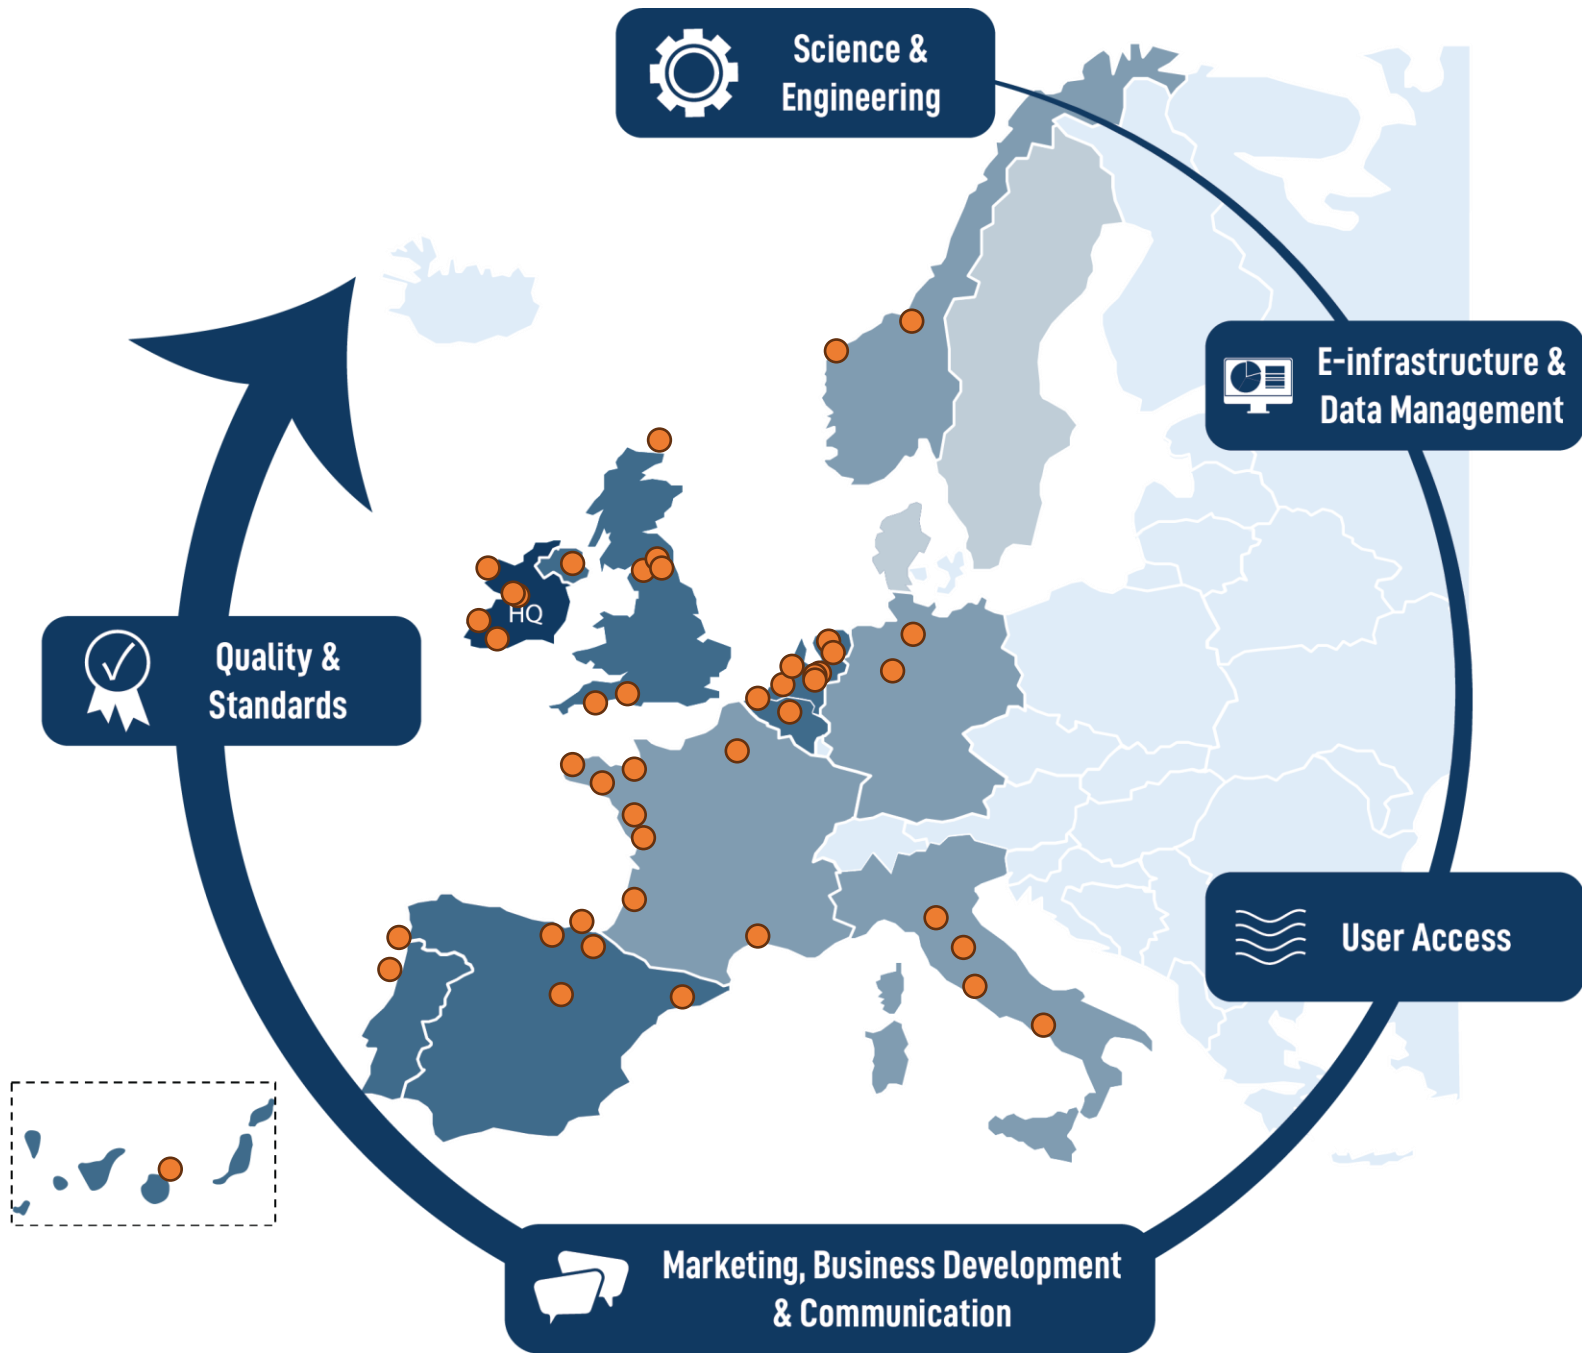 Science &
Engineering
E-infrastructure &
Data Management
HQ
Quality &
Standards
User Access
Marketing, Business Development
& Communication